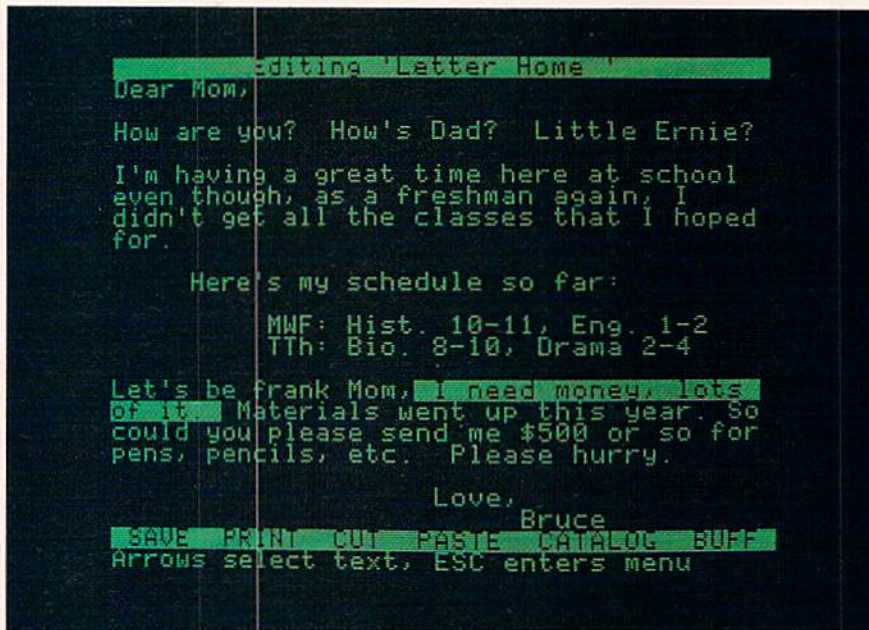 editing 'Letter Home '
Dear Mom,
How are you?  How's Dad?  Little Ernie?
I'm having a great time here at school
even though, as a freshman again, I
didn't get all the classes that I hoped
for.
Here's my schedule so far:
MWF: Hist. 10-11, Eng. 1-2
TTh: Bio. 8-10, Drama 2-4
Let's be frank Mom, I need money, lots
of it.  Materials went up this year. So
could you please send me $500 or so for
pens, pencils, etc.  Please hurry.
Love,
Bruce
SAVE  PRINT  CUT  PASTE  CATALOG  BUFF
Arrows select text, ESC enters menu